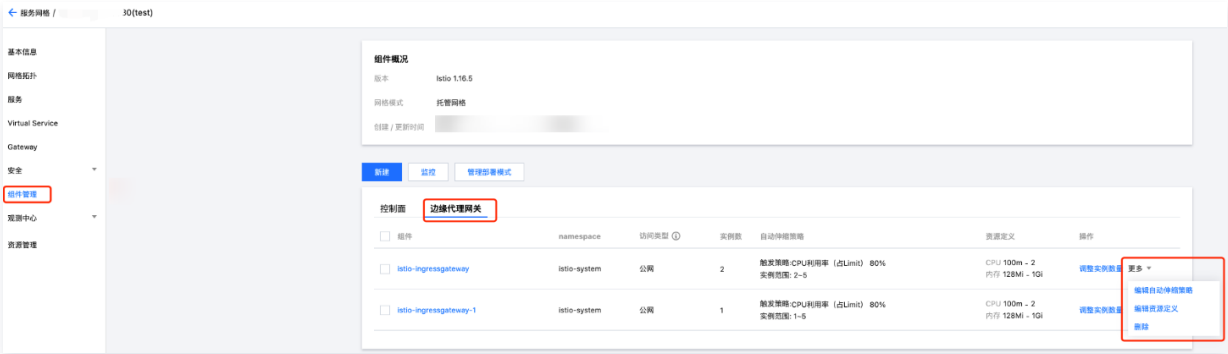 ← 服务网格 / 30(test)
基本信息
网格拓扑
服务
Virtual Service
Gateway
安全
组件管理
观测中心
资源管理
组件概况
版本 Istio 1.16.5
网格模式 托管网格
创建 / 更新时间
新建 监控 管理部署模式
控制面 边缘代理网关
组件 namespace 访问类型 实例数 自动伸缩策略 资源定义 操作
istio-ingressgateway istio-system 公网 2 触发策略:CPU利用率（占Limit） 80% 实例范围: 2~5 CPU 100m - 2 内存 128Mi - 1Gi 调整实例数量 更多
istio-ingressgateway-1 istio-system 公网 1 触发策略:CPU利用率（占Limit） 80% 实例范围: 1~5 CPU 100m - 2 内存 128Mi - 1Gi 调整实例数量
编辑自动伸缩策略
编辑资源定义
删除